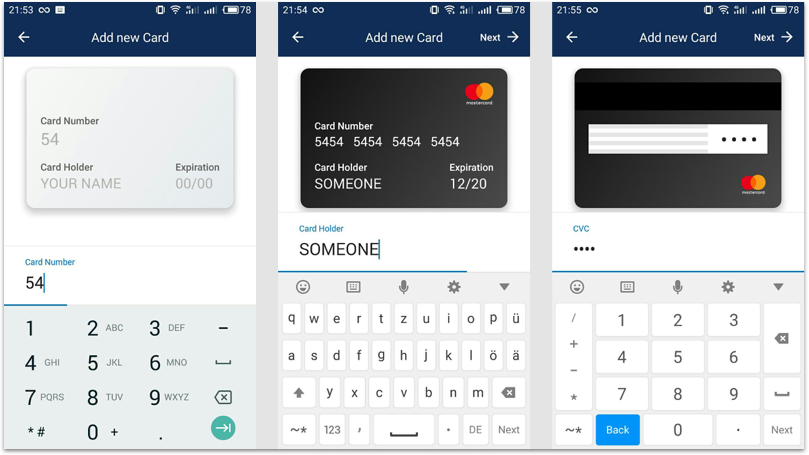 21:53
78
Add new Card
Card Number
54
Card Holder
Expiration
YOUR NAME
00/00
Card Number
54
1
2 ABC
3 DEF
–
4 GHI
5 JKL
6 MNO
7 PQRS
8 TUV
9 WXYZ
* #
0 +
.
21:54
78
Add new Card
Next
mastercard
Card Number
5454 5454 5454 5454
Card Holder
Expiration
SOMEONE
12/20
Card Holder
SOMEONE
q w e r t z u i o p ü
a s d f g h j k l ö ä
y x c v b n m
~*
123
,
.
DE
Next
21:55
78
Add new Card
Next
••••
mastercard
CVC
••••
/
+
-
*
1 2 3
4 5 6
7 8 9
~*
Back
0
.
Next